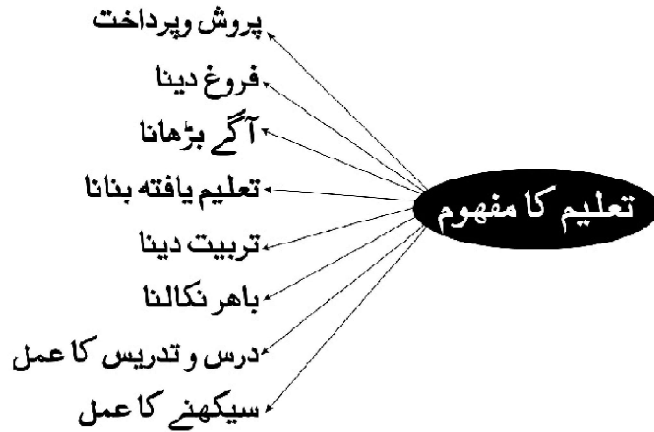 تعلیم کا مفہوم
پروش وپرداخت
فروغ دینا
آگے بڑھانا
تعلیم یافتہ بنانا
تربیت دینا
باھر نکالنا
درس و تدریس کا عمل
سیکھنے کا عمل